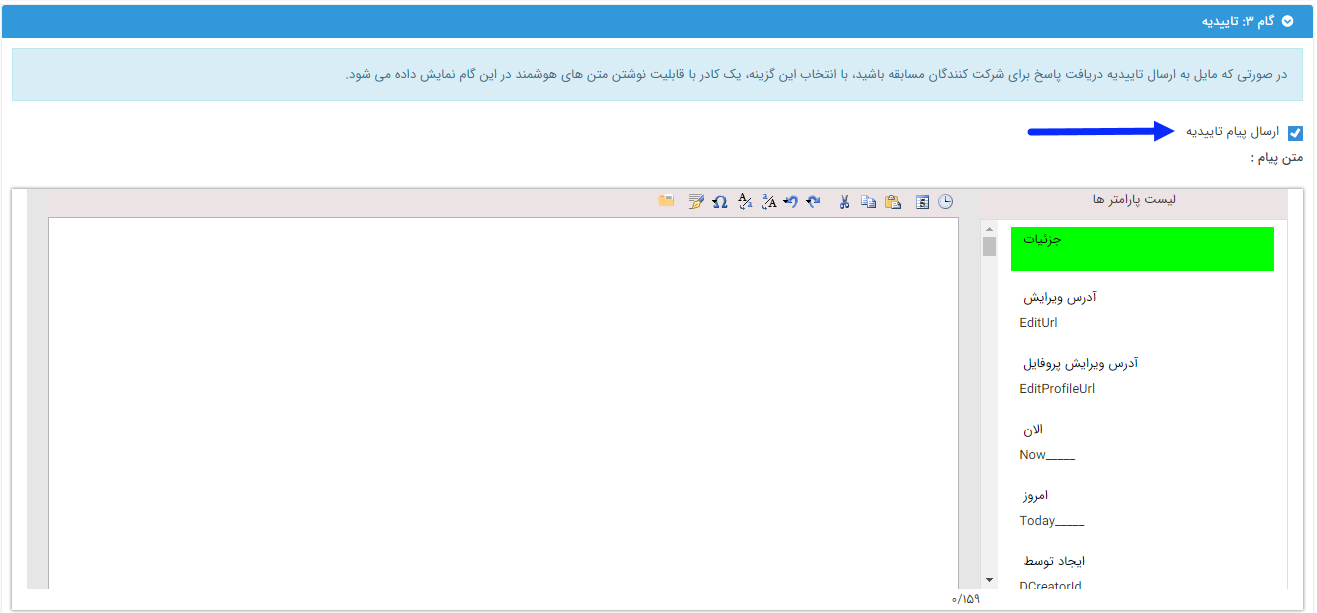 گام ۳: تاییدیه
در صورتی که مایل به ارسال تاییدیه دریافت پاسخ برای شرکت کنندگان مسابقه باشید، با انتخاب این گزینه، یک کادر با قابلیت نوشتن متن های هوشمند در این گام نمایش داده می شود.
ارسال پیام تاییدیه
متن پیام :
لیست پارامتر ها
جزئیات
آدرس ویرایش
EditUrl
آدرس ویرایش پروفایل
EditProfileUrl
الان
Now_____
امروز
Today_____
ایجاد توسط
DCreatorId
۰/۱۵۹